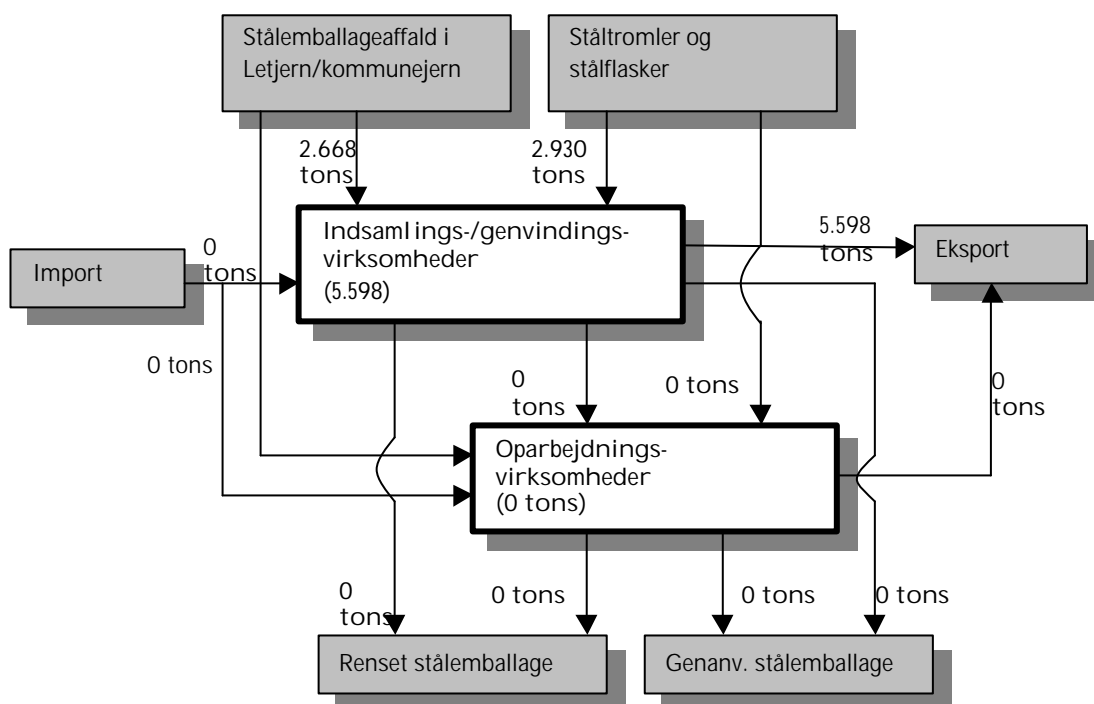 Stålemballageaffald i
Letjern/kommunejern
Ståltromler og
stålflasker
2.668
tons
2.930
tons
Indsamlings-/genvindings-
virksomheder
(5.598)
5.598
tons
Eksport
0
tons
Import
0 tons
0
tons
0 tons
0
tons
Oparbejdnings-
virksomheder
(0 tons)
0
tons
0 tons
0 tons
0 tons
Renset stålemballage
Genanv. stålemballage